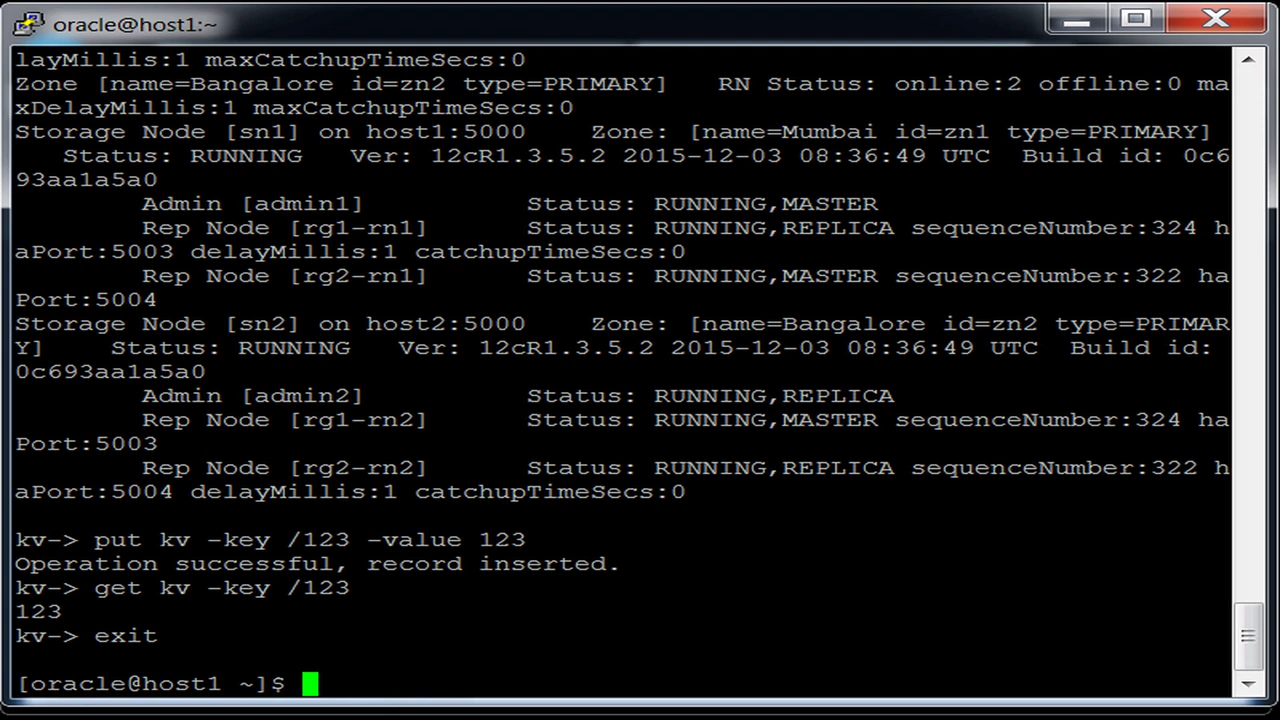 oracle@host1:~
layMillis:1 maxCatchupTimeSecs:0
Zone [name=Bangalore id=zn2 type=PRIMARY]   RN Status: online:2 offline:0 ma
xDelayMillis:1 maxCatchupTimeSecs:0
Storage Node [sn1] on host1:5000    Zone: [name=Mumbai id=zn1 type=PRIMARY]
   Status: RUNNING   Ver: 12cR1.3.5.2 2015-12-03 08:36:49 UTC  Build id: 0c6
93aa1a5a0
        Admin [admin1]          Status: RUNNING,MASTER
        Rep Node [rg1-rn1]      Status: RUNNING,REPLICA sequenceNumber:324 h
aPort:5003 delayMillis:1 catchupTimeSecs:0
        Rep Node [rg2-rn1]      Status: RUNNING,MASTER sequenceNumber:322 ha
Port:5004
Storage Node [sn2] on host2:5000    Zone: [name=Bangalore id=zn2 type=PRIMAR
Y]    Status: RUNNING   Ver: 12cR1.3.5.2 2015-12-03 08:36:49 UTC  Build id:
0c693aa1a5a0
        Admin [admin2]          Status: RUNNING,REPLICA
        Rep Node [rg1-rn2]      Status: RUNNING,MASTER sequenceNumber:324 ha
Port:5003
        Rep Node [rg2-rn2]      Status: RUNNING,REPLICA sequenceNumber:322 h
aPort:5004 delayMillis:1 catchupTimeSecs:0
kv-> put kv -key /123 -value 123
Operation successful, record inserted.
kv-> get kv -key /123
123
kv-> exit
[oracle@host1 ~]$